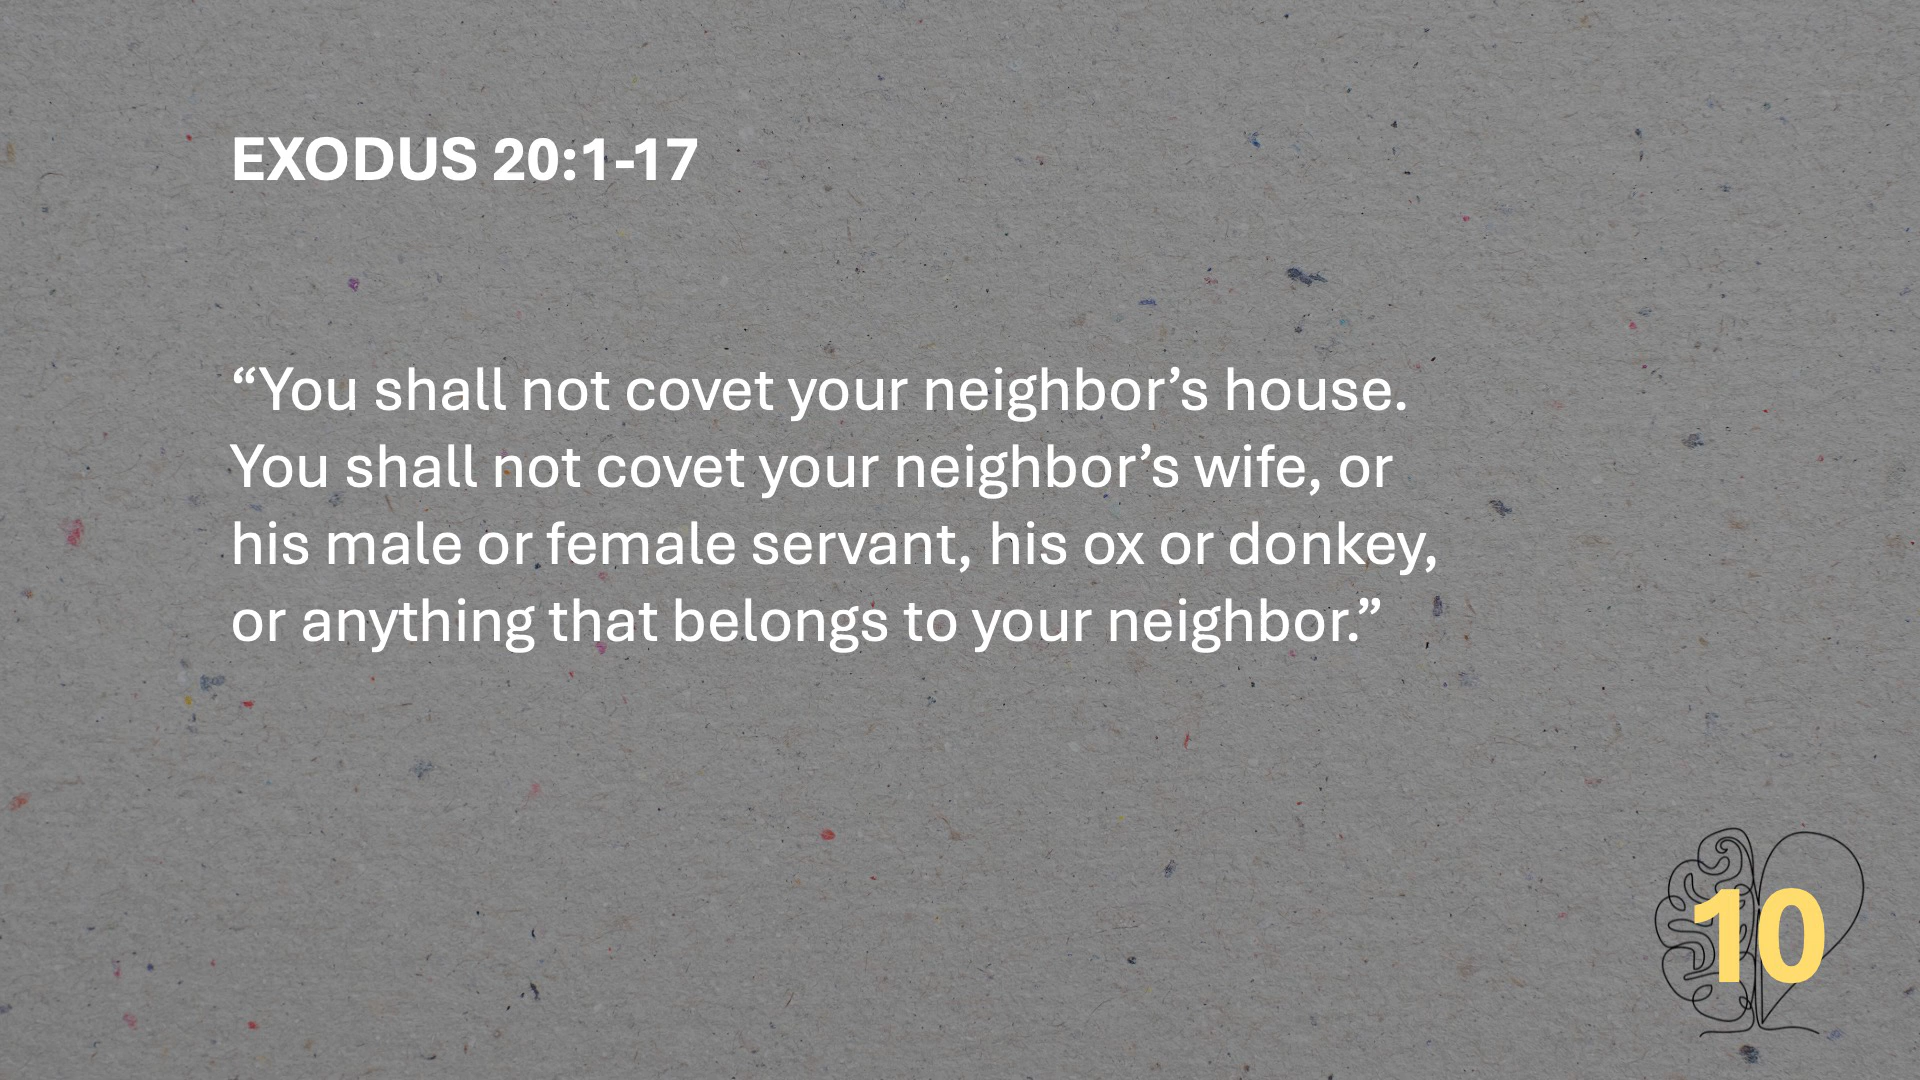 EXODUS 20:1-17
“You shall not covet your neighbor’s house.
You shall not covet your neighbor’s wife, or
his male or female servant, his ox or donkey,
or anything that belongs to your neighbor.”
10